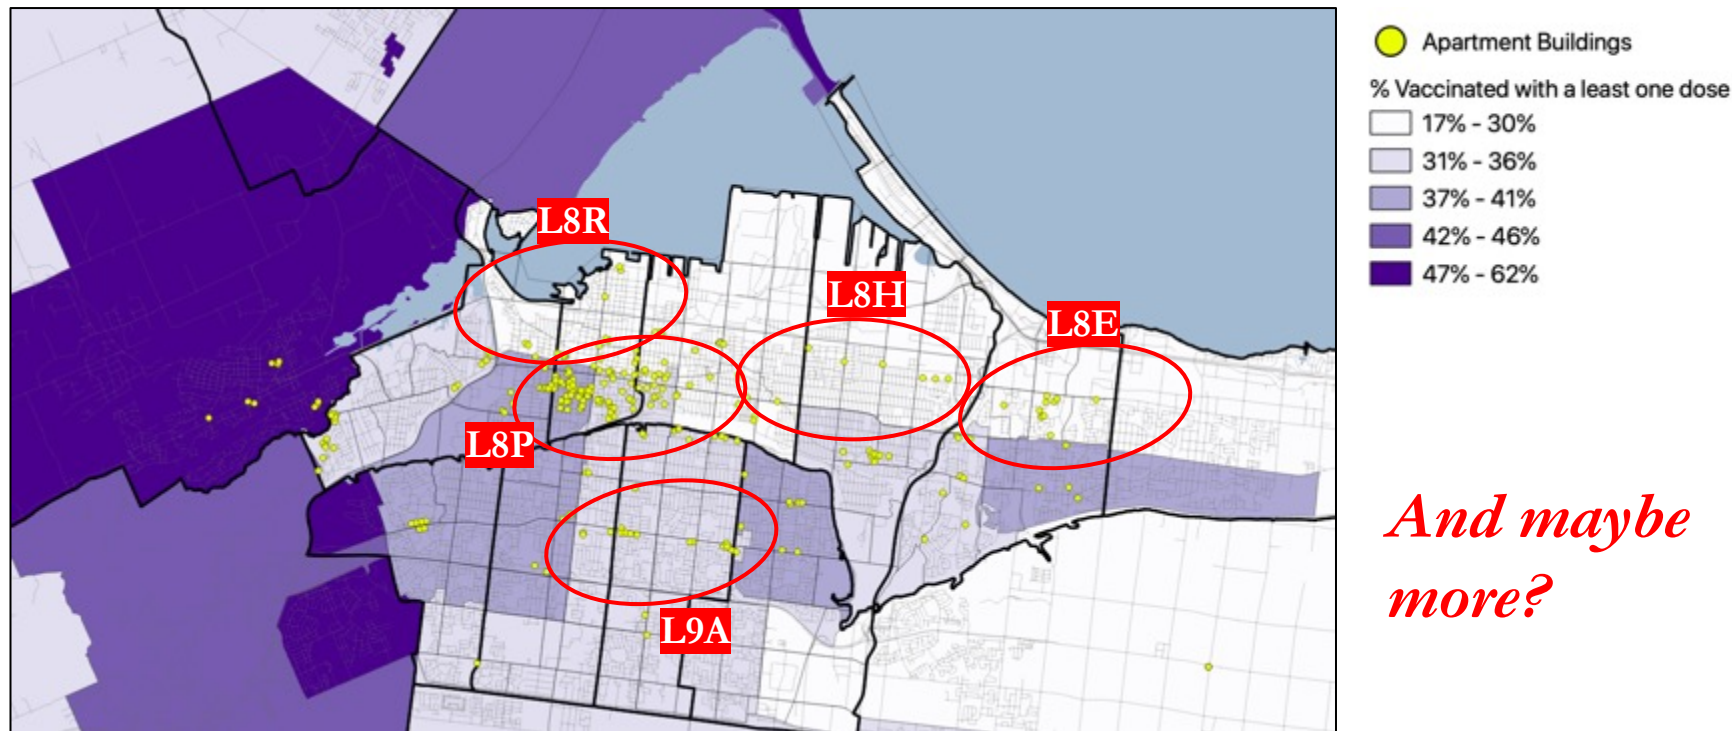 L8R
L8H
L8E
L8P
L9A
Apartment Buildings
% Vaccinated with a least one dose
17% - 30%
31% - 36%
37% - 41%
42% - 46%
47% - 62%
And maybe
more?